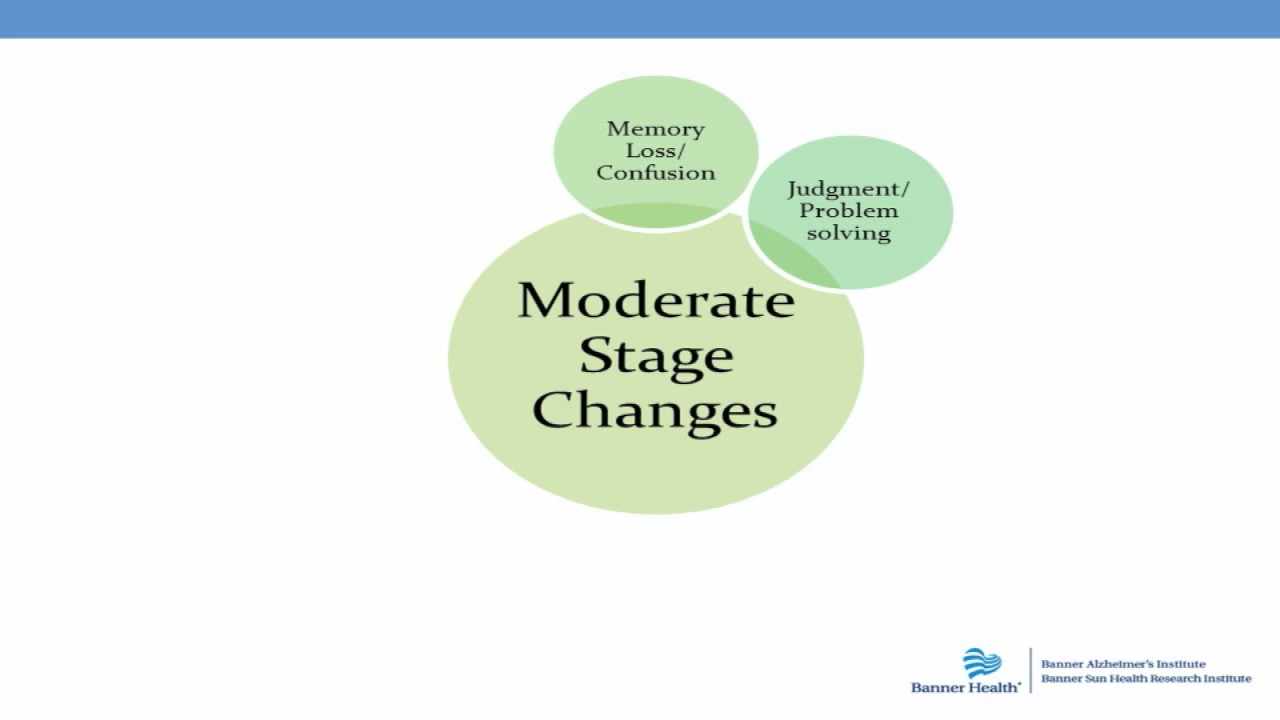 Memory
Loss/
Confusion
Judgment/
Problem
solving
Moderate
Stage
Changes
Banner Health
Banner Alzheimer's Institute
Banner Sun Health Research Institute